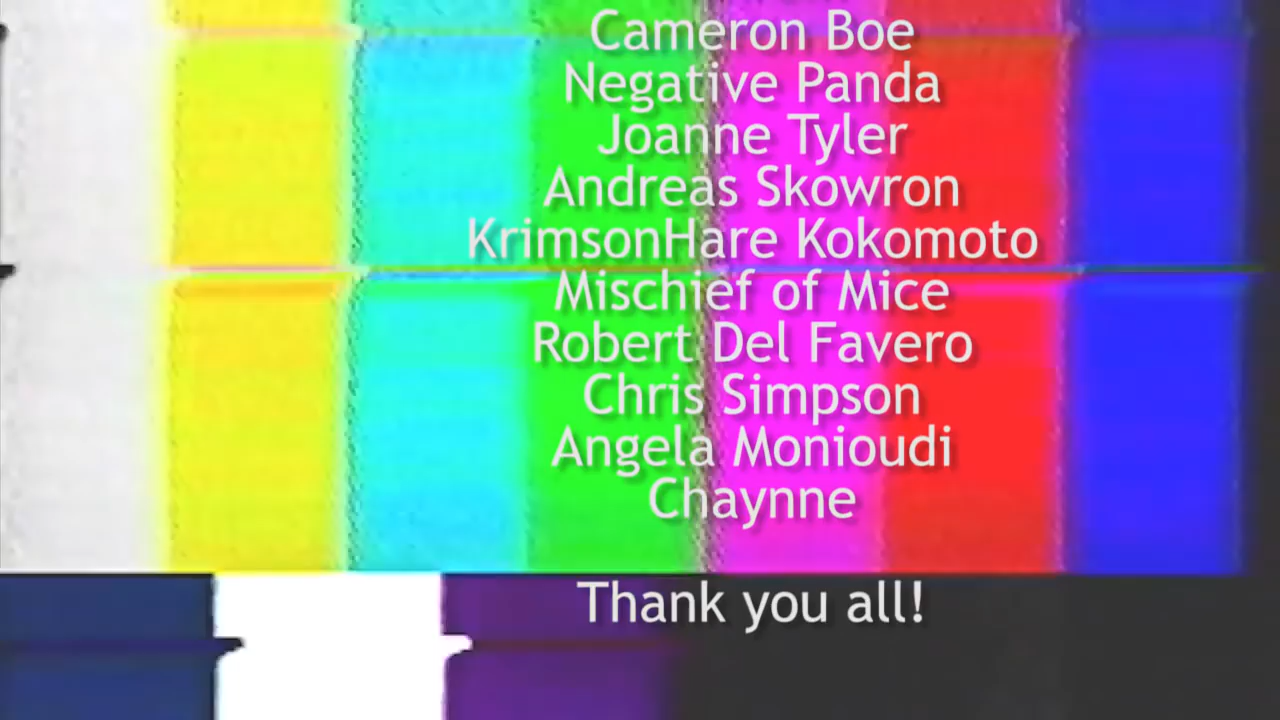 Cameron Boe
Negative Panda
Joanne Tyler
Andreas Skowron
KrimsonHare Kokomoto
Mischief of Mice
Robert Del Favero
Chris Simpson
Angela Monioudi
Chaynne
Thank you all!